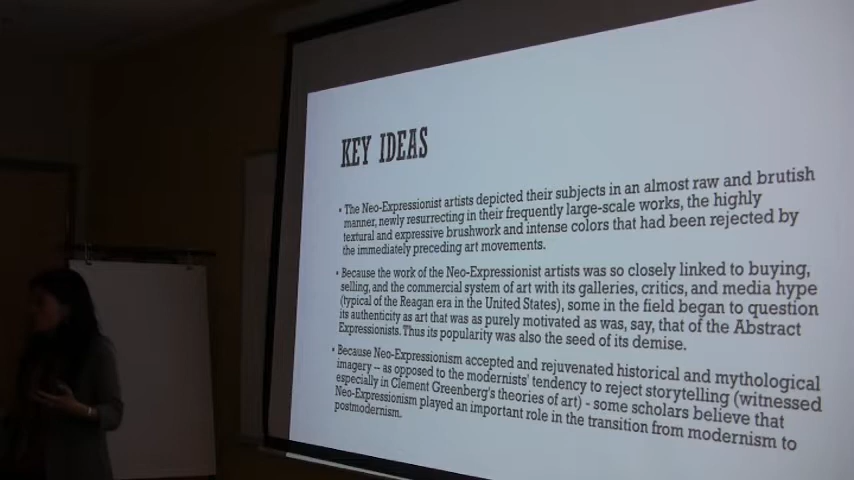 KEY IDEAS
• The Neo-Expressionist artists depicted their subjects in an almost raw and brutish
manner, newly resurrecting in their frequently large-scale works, the highly
textural and expressive brushwork and intense colors that had been rejected by
the immediately preceding art movements.
• Because the work of the Neo-Expressionist artists was so closely linked to buying,
selling, and the commercial system of art with its galleries, critics, and media hype
(typical of the Reagan era in the United States), some in the field began to question
its authenticity as art that was as purely motivated as was, say, that of the Abstract
Expressionists. Thus its popularity was also the seed of its demise.
• Because Neo-Expressionism accepted and rejuvenated historical and mythological
imagery – as opposed to the modernists' tendency to reject storytelling (witnessed
especially in Clement Greenberg's theories of art) - some scholars believe that
Neo-Expressionism played an important role in the transition from modernism to
postmodernism.